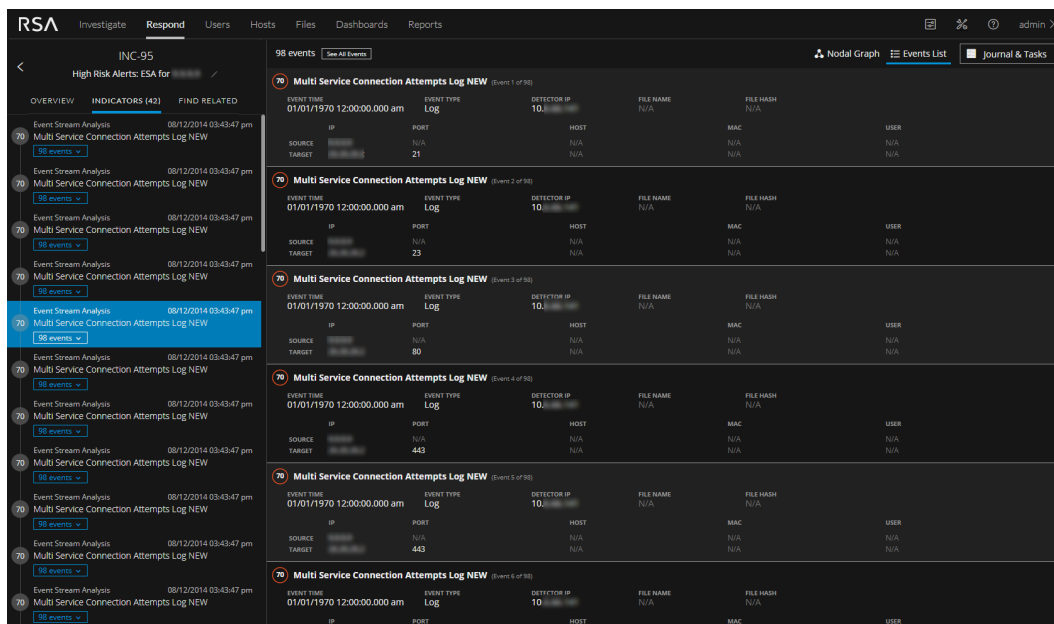 RSA Investigate Respond Users Hosts Files Dashboards Reports admin
INC-95
High Risk Alerts: ESA for
OVERVIEW INDICATORS (42) FIND RELATED
Event Stream Analysis 08/12/2014 03:43:47 pm
70 Multi Service Connection Attempts Log NEW
98 events
Event Stream Analysis 08/12/2014 03:43:47 pm
70 Multi Service Connection Attempts Log NEW
98 events
Event Stream Analysis 08/12/2014 03:43:47 pm
70 Multi Service Connection Attempts Log NEW
98 events
Event Stream Analysis 08/12/2014 03:43:47 pm
70 Multi Service Connection Attempts Log NEW
98 events
Event Stream Analysis 08/12/2014 03:43:47 pm
70 Multi Service Connection Attempts Log NEW
98 events
Event Stream Analysis 08/12/2014 03:43:47 pm
70 Multi Service Connection Attempts Log NEW
98 events
Event Stream Analysis 08/12/2014 03:43:47 pm
70 Multi Service Connection Attempts Log NEW
98 events
Event Stream Analysis 08/12/2014 03:43:47 pm
70 Multi Service Connection Attempts Log NEW
98 events
Event Stream Analysis 08/12/2014 03:43:47 pm
70 Multi Service Connection Attempts Log NEW
98 events
Event Stream Analysis 08/12/2014 03:43:47 pm
70 Multi Service Connection Attempts Log NEW
98 events
Event Stream Analysis 08/12/2014 03:43:47 pm
70 Multi Service Connection Attempts Log NEW
98 events
98 events See All Events Nodal Graph Events List Journal & Tasks
70 Multi Service Connection Attempts Log NEW (Event 1 of 98)
EVENT TIME EVENT TYPE DETECTOR IP FILE NAME FILE HASH
01/01/1970 12:00:00.000 am Log 10. N/A N/A
IP PORT HOST MAC USER
SOURCE N/A N/A N/A N/A
TARGET 21 N/A N/A N/A
70 Multi Service Connection Attempts Log NEW (Event 2 of 98)
EVENT TIME EVENT TYPE DETECTOR IP FILE NAME FILE HASH
01/01/1970 12:00:00.000 am Log 10. N/A N/A
IP PORT HOST MAC USER
SOURCE N/A N/A N/A N/A
TARGET 23 N/A N/A N/A
70 Multi Service Connection Attempts Log NEW (Event 3 of 98)
EVENT TIME EVENT TYPE DETECTOR IP FILE NAME FILE HASH
01/01/1970 12:00:00.000 am Log 10. N/A N/A
IP PORT HOST MAC USER
SOURCE N/A N/A N/A N/A
TARGET 80 N/A N/A N/A
70 Multi Service Connection Attempts Log NEW (Event 4 of 98)
EVENT TIME EVENT TYPE DETECTOR IP FILE NAME FILE HASH
01/01/1970 12:00:00.000 am Log 10. N/A N/A
IP PORT HOST MAC USER
SOURCE N/A N/A N/A N/A
TARGET 443 N/A N/A N/A
70 Multi Service Connection Attempts Log NEW (Event 5 of 98)
EVENT TIME EVENT TYPE DETECTOR IP FILE NAME FILE HASH
01/01/1970 12:00:00.000 am Log 10. N/A N/A
IP PORT HOST MAC USER
SOURCE N/A N/A N/A N/A
TARGET 443 N/A N/A N/A
70 Multi Service Connection Attempts Log NEW (Event 6 of 98)
EVENT TIME EVENT TYPE DETECTOR IP FILE NAME FILE HASH
01/01/1970 12:00:00.000 am Log 10. N/A N/A
IP PORT HOST MAC USER